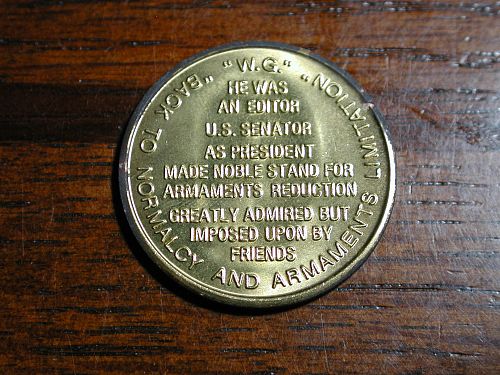 "W.G."
HE WAS
AN EDITOR
U.S. SENATOR
AS PRESIDENT
MADE NOBLE STAND FOR
ARMAMENTS REDUCTION
GREATLY ADMIRED BUT
IMPOSED UPON BY
FRIENDS
"BACK TO NORMALCY AND ARMAMENTS LIMITATION"